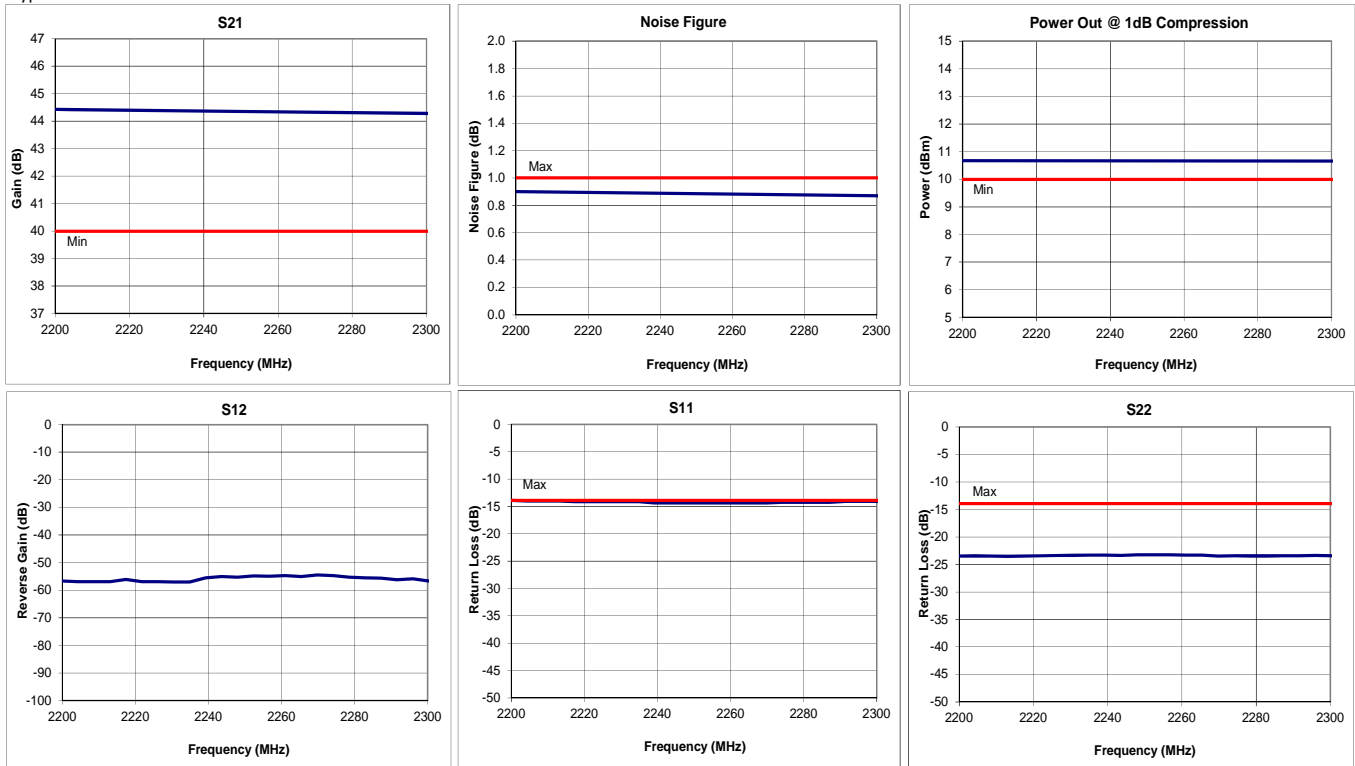 S21
47
46
45
44
43
42
41
40
39
38
37
Gain (dB)
Min
2200 2220 2240 2260 2280 2300
Frequency (MHz)
Noise Figure
2.0
1.8
1.6
1.4
1.2
1.0
0.8
0.6
0.4
0.2
0.0
Noise Figure (dB)
Max
2200 2220 2240 2260 2280 2300
Frequency (MHz)
Power Out @ 1dB Compression
15
14
13
12
11
10
9
8
7
6
5
Power (dBm)
Min
2200 2220 2240 2260 2280 2300
Frequency (MHz)
S12
0
-10
-20
-30
-40
-50
-60
-70
-80
-90
-100
Reverse Gain (dB)
2200 2220 2240 2260 2280 2300
Frequency (MHz)
S11
0
-5
-10
-15
-20
-25
-30
-35
-40
-45
-50
Return Loss (dB)
Max
2200 2220 2240 2260 2280 2300
Frequency (MHz)
S22
0
-5
-10
-15
-20
-25
-30
-35
-40
-45
-50
Return Loss (dB)
Max
2200 2220 2240 2260 2280 2300
Frequency (MHz)